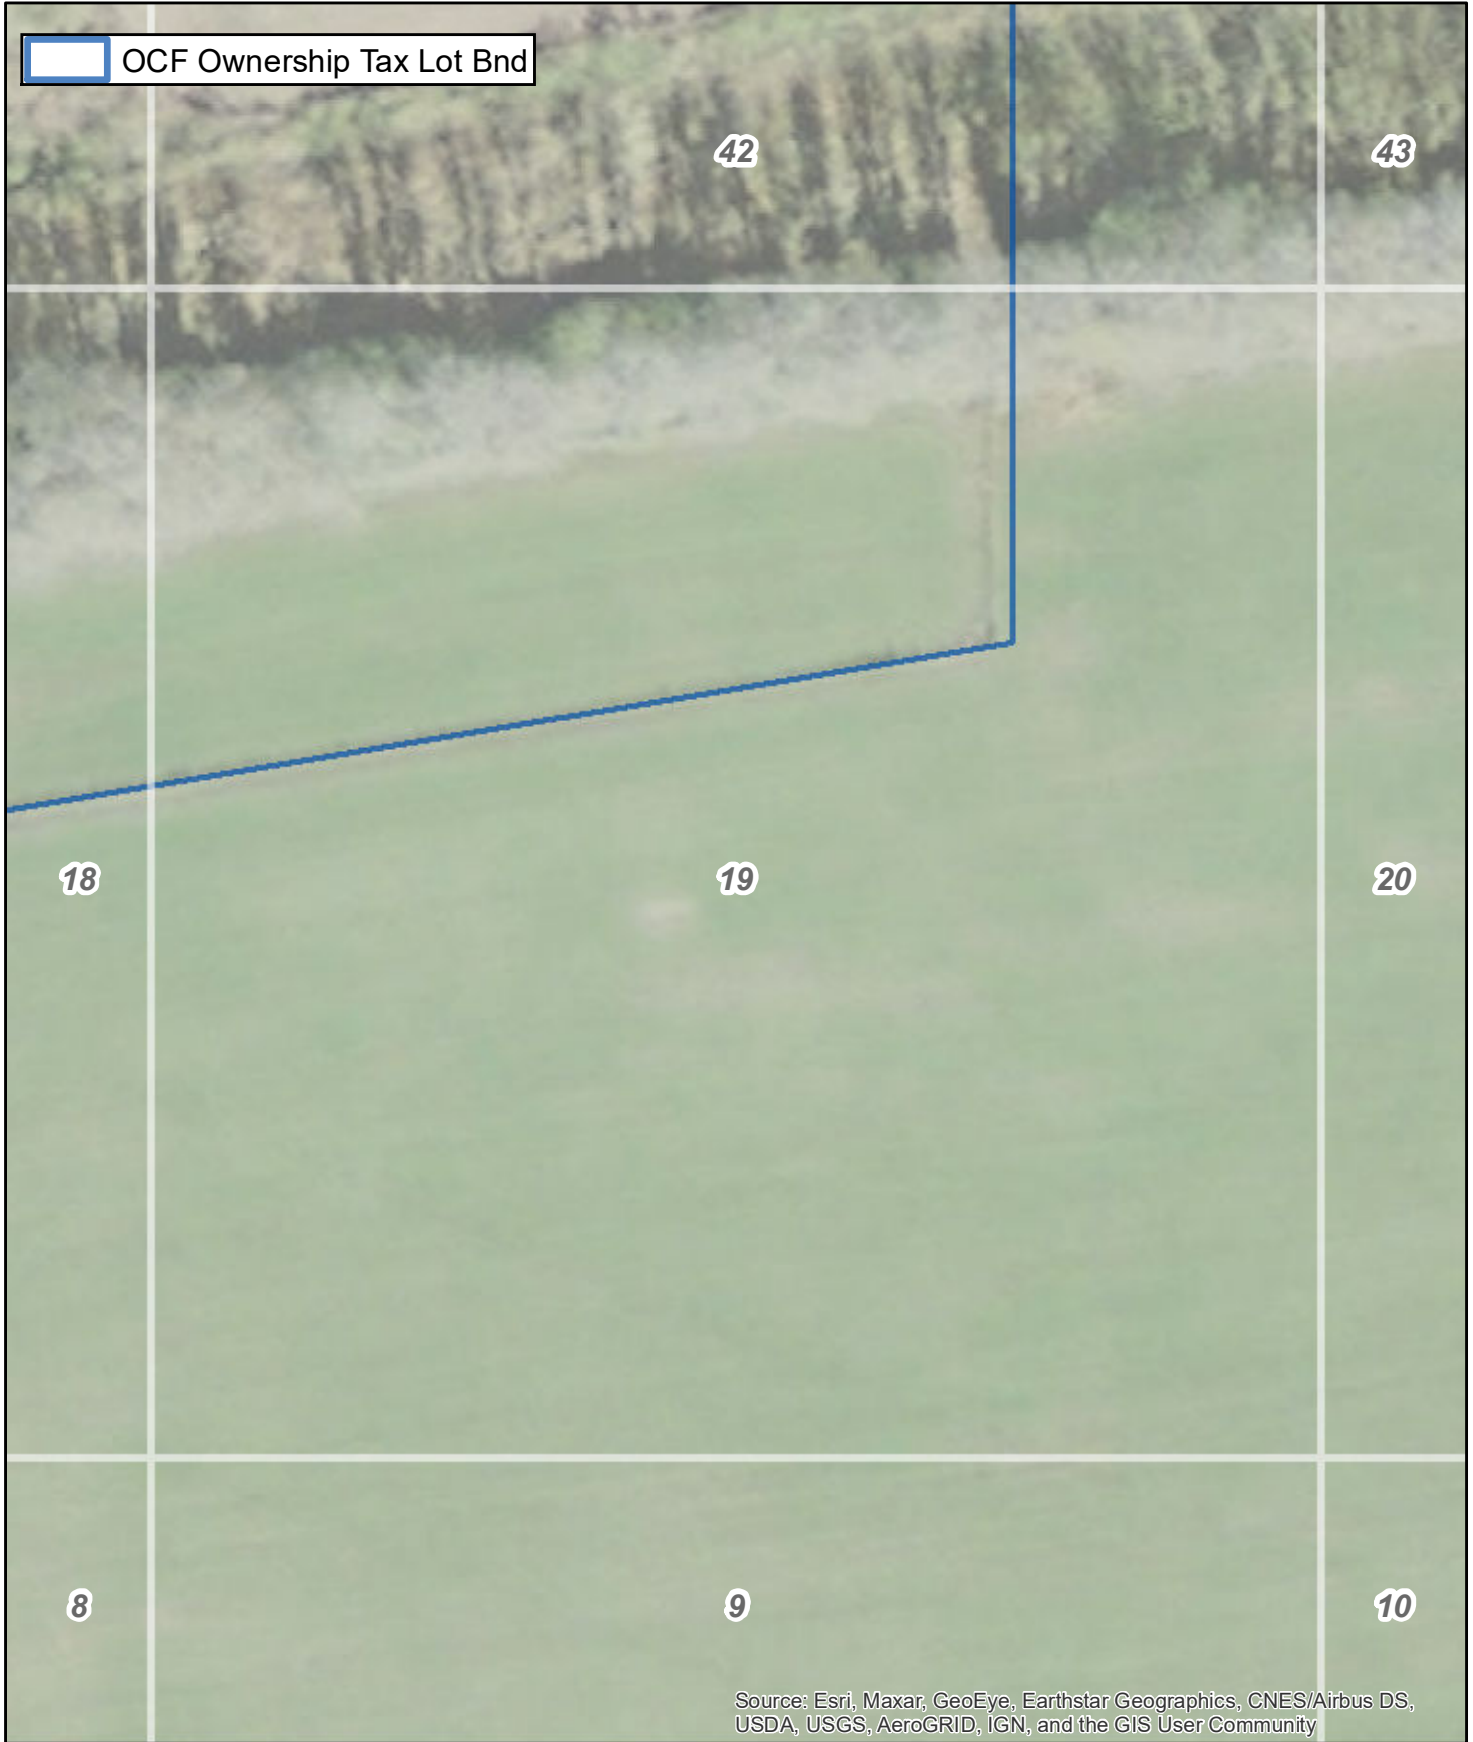 OCF Ownership Tax Lot Bnd
42
43
18
19
20
8
9
10
Source: Esri, Maxar, GeoEye, Earthstar Geographics, CNES/Airbus DS,
USDA, USGS, AeroGRID, IGN, and the GIS User Community